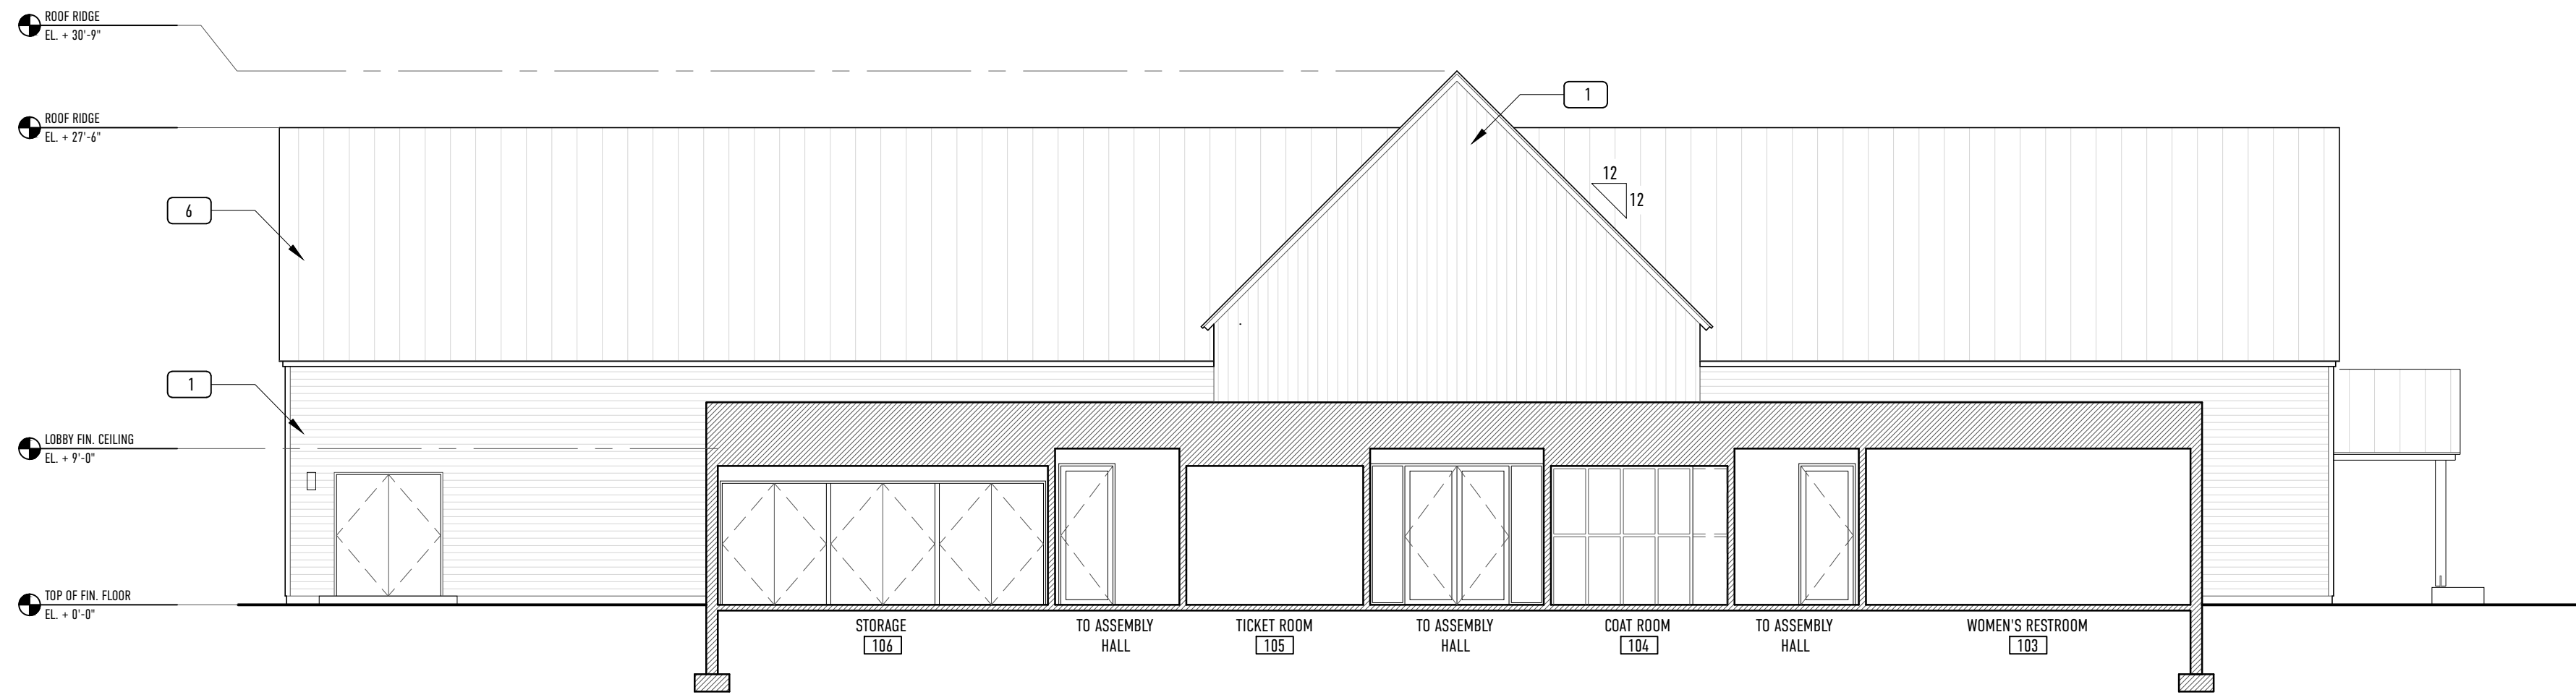 ROOF RIDGE
EL. + 30'-9"
1
ROOF RIDGE
EL. + 27'-6"
12
12
6
1
LOBBY FIN. CEILING
EL. + 9'-0"
TOP OF FIN. FLOOR
EL. + 0'-0"
STORAGE
106
TO ASSEMBLY
HALL
TICKET ROOM
105
TO ASSEMBLY
HALL
COAT ROOM
104
TO ASSEMBLY
HALL
WOMEN'S RESTROOM
103